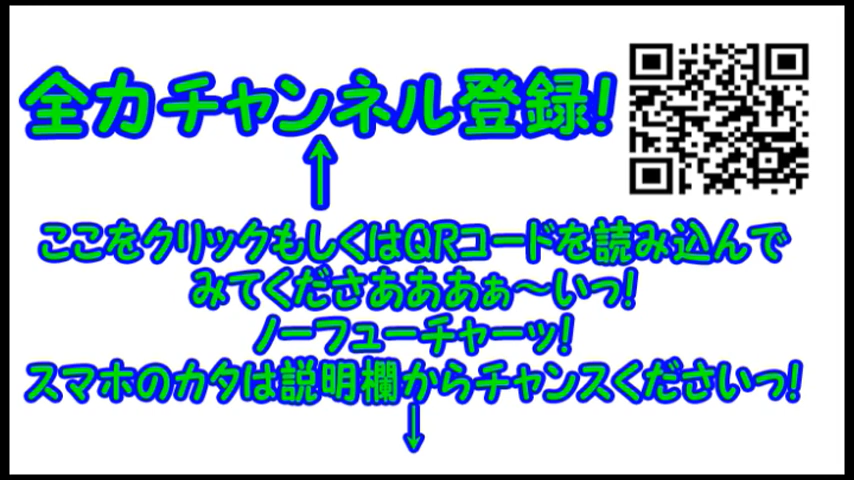 全力チャンネル登録!
↑
ここをクリックもしくはQRコードを読み込んで
みてくださあああぁ～いっ!
ノーフューチャーッ!
スマホのカタは説明欄からチャンスくださいっ!
↓